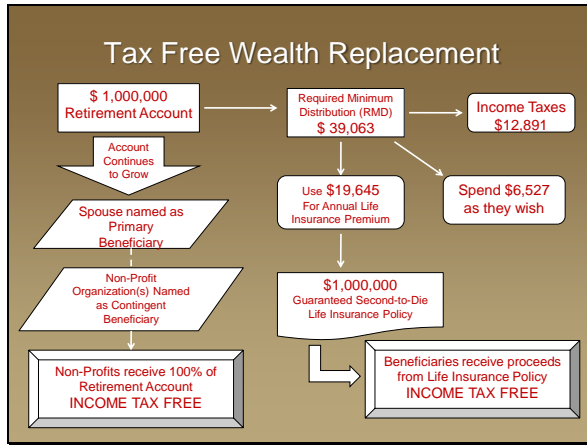 Tax Free Wealth Replacement
$ 1,000,000
Retirement Account
Required Minimum
Distribution (RMD)
$ 39,063
Income Taxes
$12,891
Account
Continues
to Grow
Use $19,645
For Annual Life
Insurance Premium
Spend $6,527
as they wish
Spouse named as
Primary
Beneficiary
Non-Profit
Organization(s) Named
as Contingent
Beneficiary
$1,000,000
Guaranteed Second-to-Die
Life Insurance Policy
Non-Profits receive 100% of
Retirement Account
INCOME TAX FREE
Beneficiaries receive proceeds
from Life Insurance Policy
INCOME TAX FREE